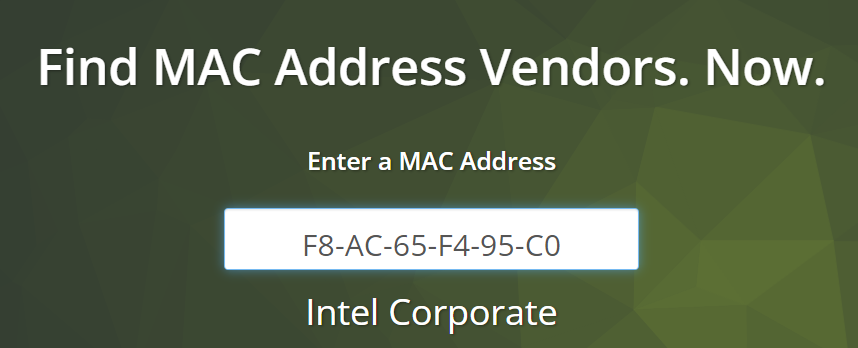 Find MAC Address Vendors. Now.
Enter a MAC Address
F8-AC-65-F4-95-C0
Intel Corporate